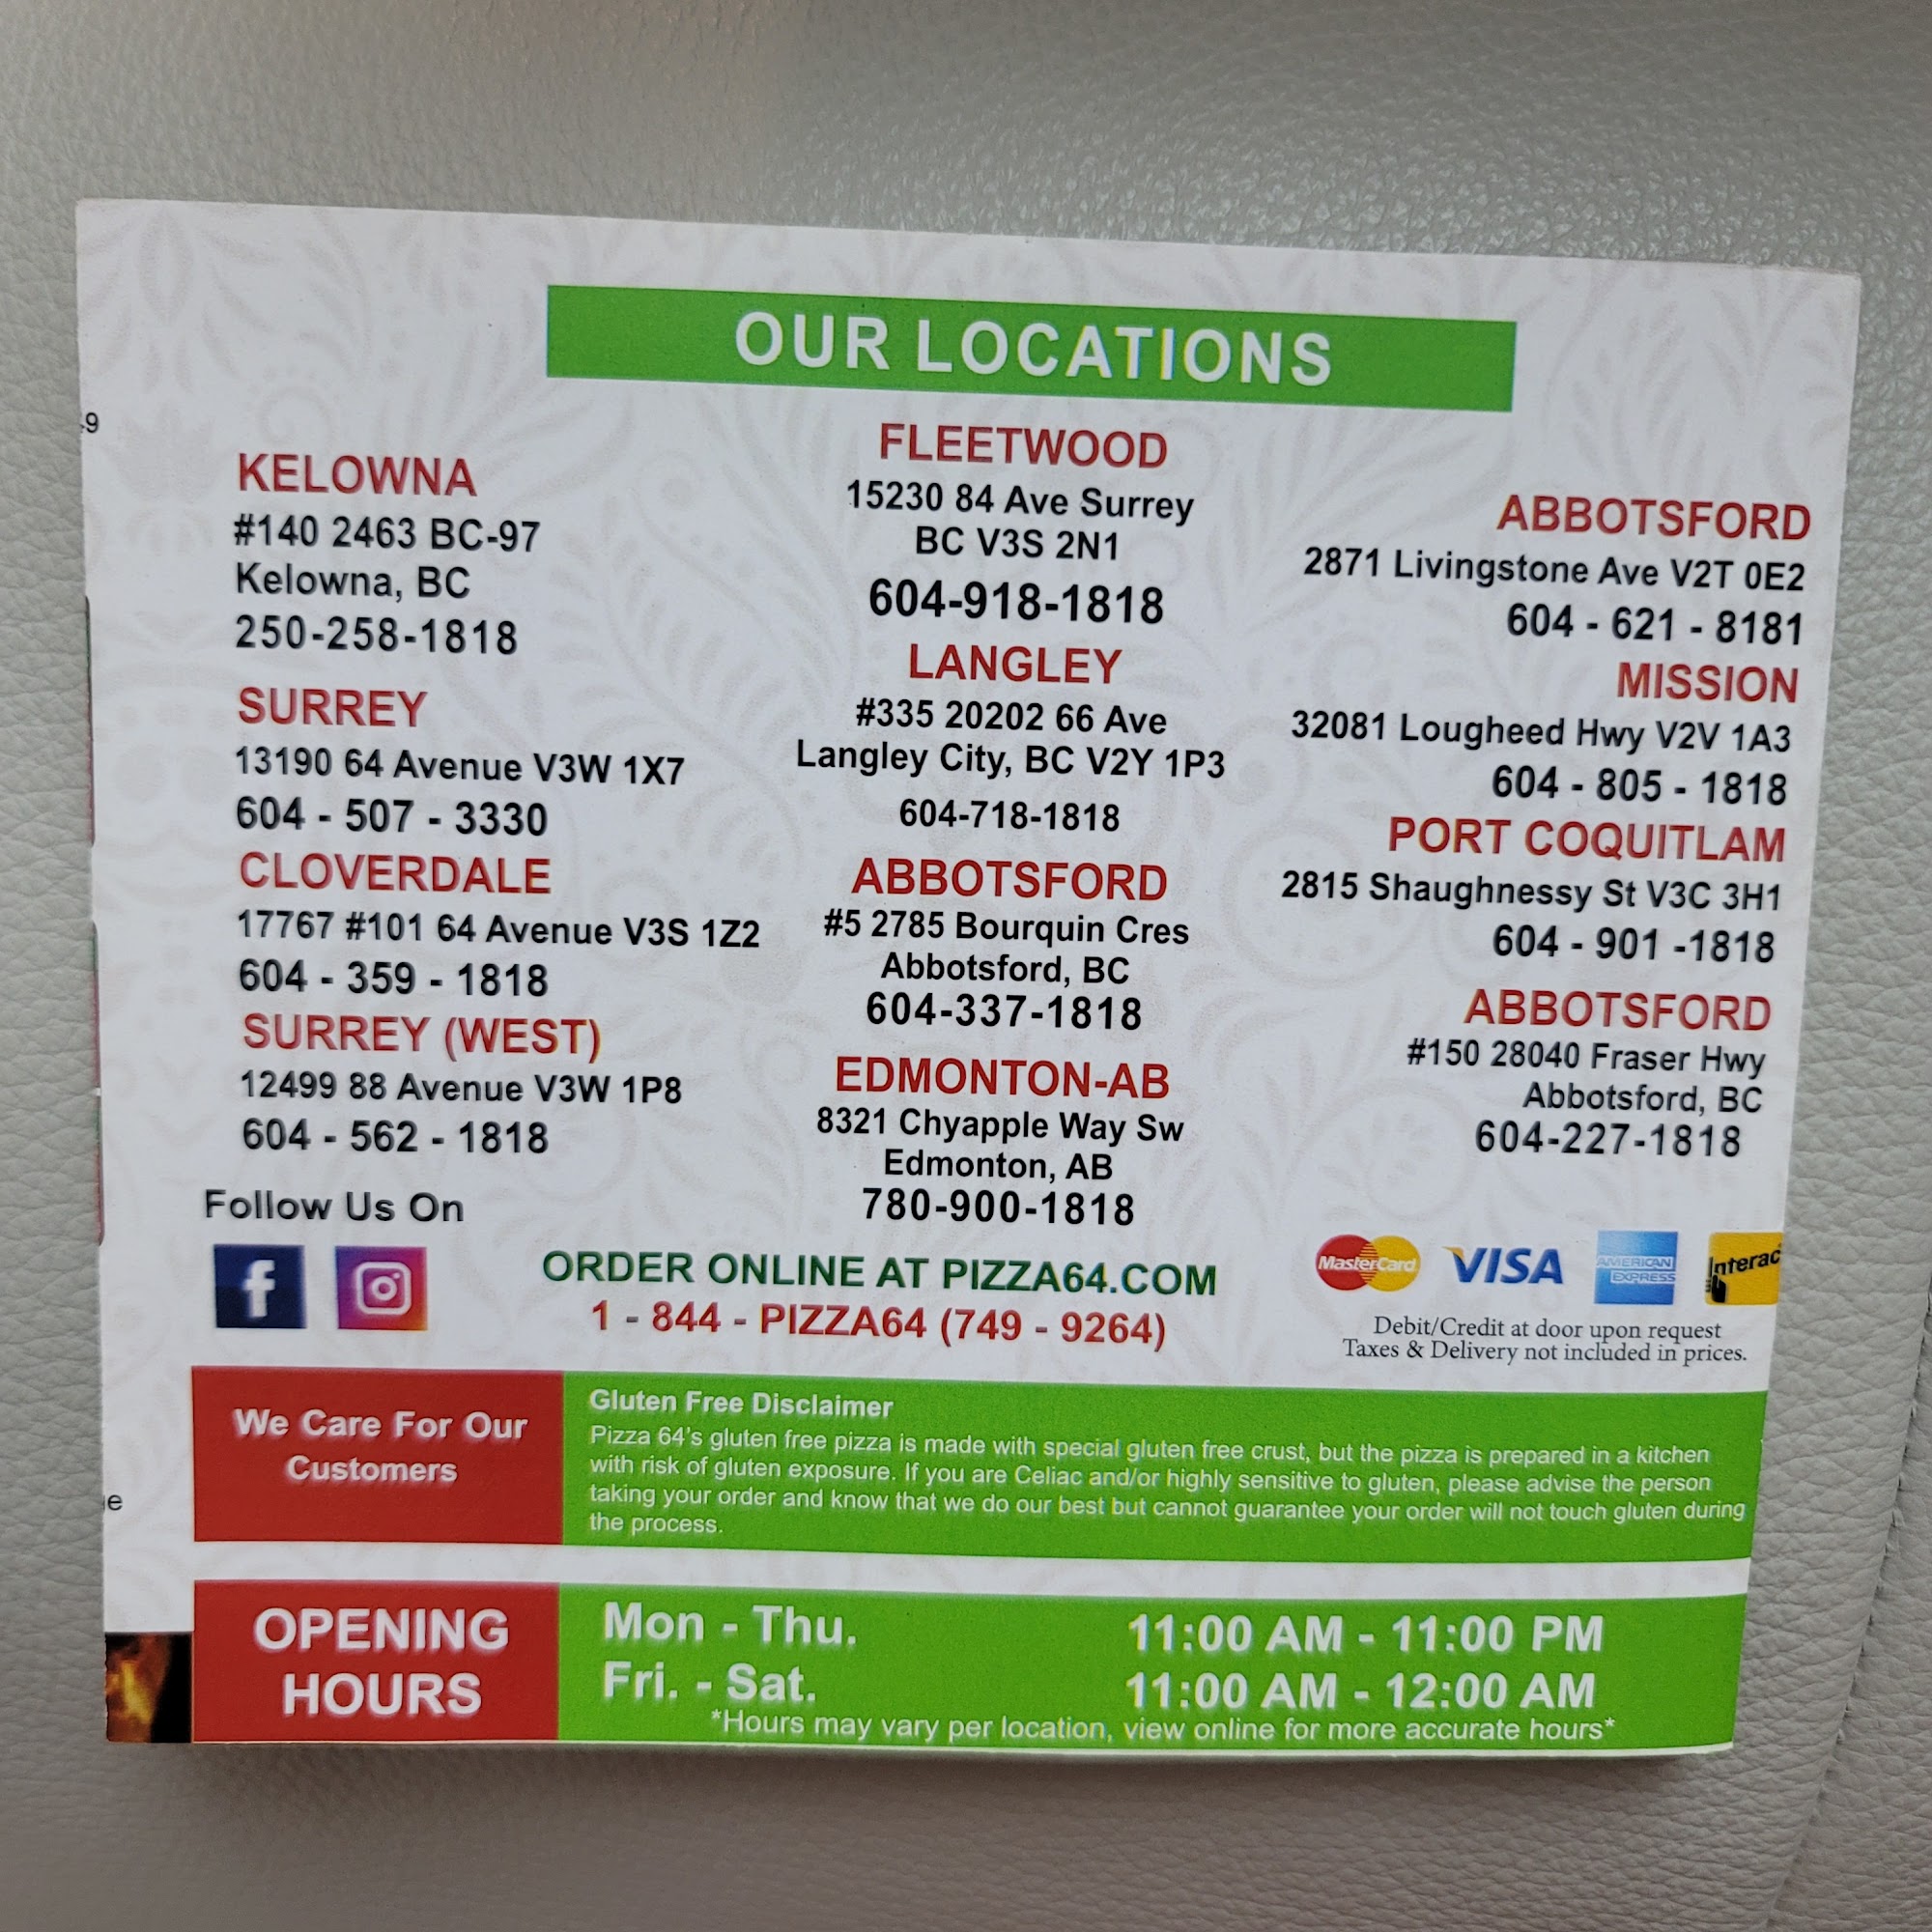 OUR LOCATIONS
9
KELOWNA
#140 2463 BC-97
Kelowna, BC
250-258-1818
SURREY
13190 64 Avenue V3W 1X7
604 - 507 - 3330
CLOVERDALE
17767 #101 64 Avenue V3S 1Z2
604 - 359 - 1818
SURREY (WEST)
12499 88 Avenue V3W 1P8
604 - 562 - 1818
FLEETWOOD
15230 84 Ave Surrey
BC V3S 2N1
604-918-1818
LANGLEY
#335 20202 66 Ave
Langley City, BC V2Y 1P3
604-718-1818
ABBOTSFORD
#5 2785 Bourquin Cres
Abbotsford, BC
604-337-1818
EDMONTON-AB
8321 Chyapple Way Sw
Edmonton, AB
780-900-1818
ABBOTSFORD
2871 Livingstone Ave V2T 0E2
604 - 621 - 8181
MISSION
32081 Lougheed Hwy V2V 1A3
604 - 805 - 1818
PORT COQUITLAM
2815 Shaughnessy St V3C 3H1
604 - 901 -1818
ABBOTSFORD
#150 28040 Fraser Hwy
Abbotsford, BC
604-227-1818
Follow Us On
f
ORDER ONLINE AT PIZZA64.COM
1 - 844 - PIZZA64 (749 - 9264)
MasterCard VISA AMERICAN EXPRESS Interac
Debit/Credit at door upon request
Taxes & Delivery not included in prices.
We Care For Our
Customers
Gluten Free Disclaimer
Pizza 64's gluten free pizza is made with special gluten free crust, but the pizza is prepared in a kitchen
with risk of gluten exposure. If you are Celiac and/or highly sensitive to gluten, please advise the person
taking your order and know that we do our best but cannot guarantee your order will not touch gluten during
the process.
e
OPENING
HOURS
Mon - Thu. 11:00 AM - 11:00 PM
Fri. - Sat. 11:00 AM - 12:00 AM
*Hours may vary per location, view online for more accurate hours*